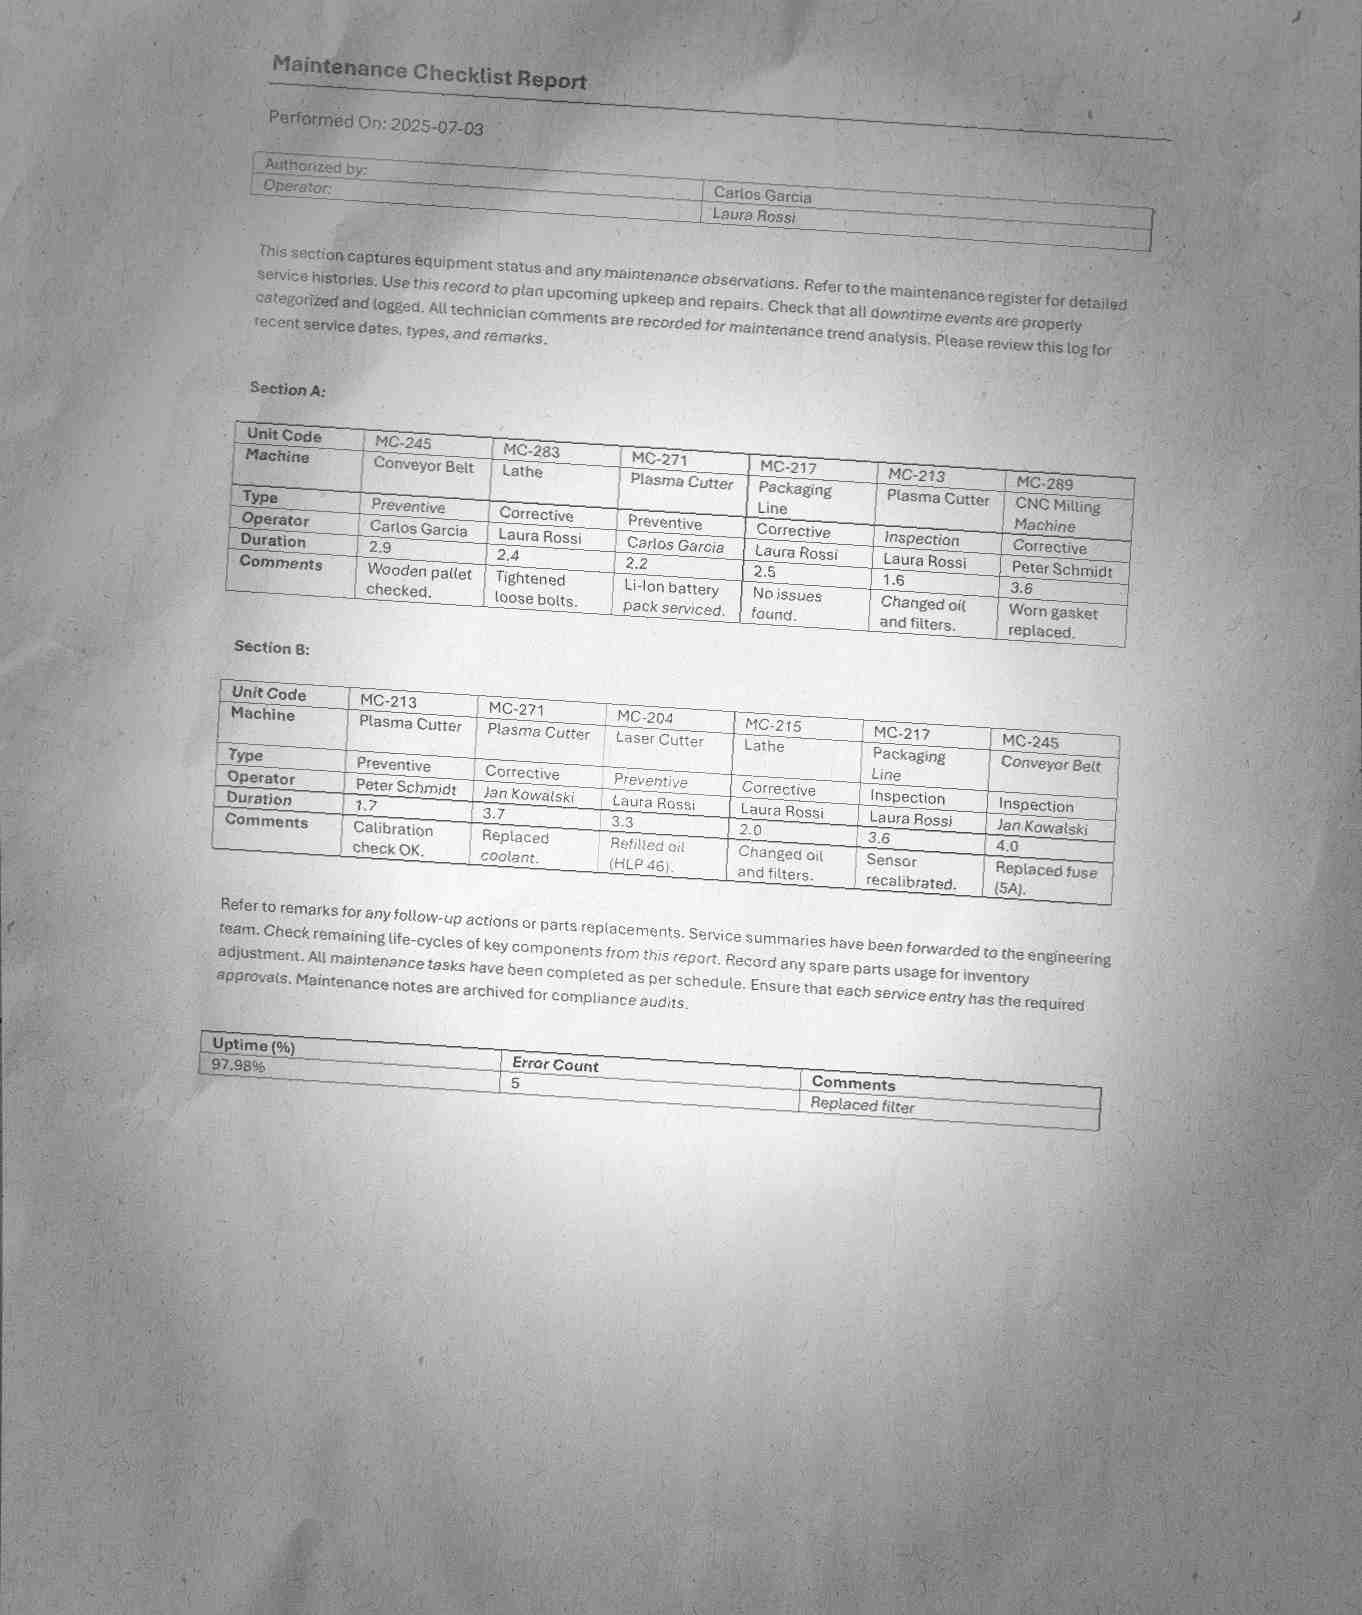 Maintenance Checklist Report
Performed On: 2025-07-03
Authorized by: Carlos Garcia
Operator: Laura Rossi
This section captures equipment status and any maintenance observations. Refer to the maintenance register for detailed
service histories. Use this record to plan upcoming upkeep and repairs. Check that all downtime events are properly
categorized and logged. All technician comments are recorded for maintenance trend analysis. Please review this log for
recent service dates, types, and remarks.
Section A:
Unit Code MC-245 MC-283 MC-271 MC-217 MC-213 MC-289
Machine Conveyor Belt Lathe Plasma Cutter Packaging Plasma Cutter CNC Milling
Line Machine
Type Preventive Corrective Preventive Corrective Inspection Corrective
Operator Carlos Garcia Laura Rossi Carlos Garcia Laura Rossi Laura Rossi Peter Schmidt
Duration 2.9 2.4 2.2 2.5 1.6 3.6
Comments Wooden pallet Tightened Li-Ion battery No issues Changed oil Worn gasket
checked. loose bolts. pack serviced. found. and filters. replaced.
Section B:
Unit Code MC-213 MC-271 MC-204 MC-215 MC-217 MC-245
Machine Plasma Cutter Plasma Cutter Laser Cutter Lathe Packaging Conveyor Belt
Line
Type Preventive Corrective Preventive Corrective Inspection Inspection
Operator Peter Schmidt Jan Kowalski Laura Rossi Laura Rossi Laura Rossi Jan Kowalski
Duration 1.7 3.7 3.3 2.0 3.6 4.0
Comments Calibration Replaced Refilled oil Changed oil Sensor Replaced fuse
check OK. coolant. (HLP 46). and filters. recalibrated. (5A).
Refer to remarks for any follow-up actions or parts replacements. Service summaries have been forwarded to the engineering
team. Check remaining life-cycles of key components from this report. Record any spare parts usage for inventory
adjustment. All maintenance tasks have been completed as per schedule. Ensure that each service entry has the required
approvals. Maintenance notes are archived for compliance audits.
Uptime (%) Error Count Comments
97.98% 5 Replaced filter